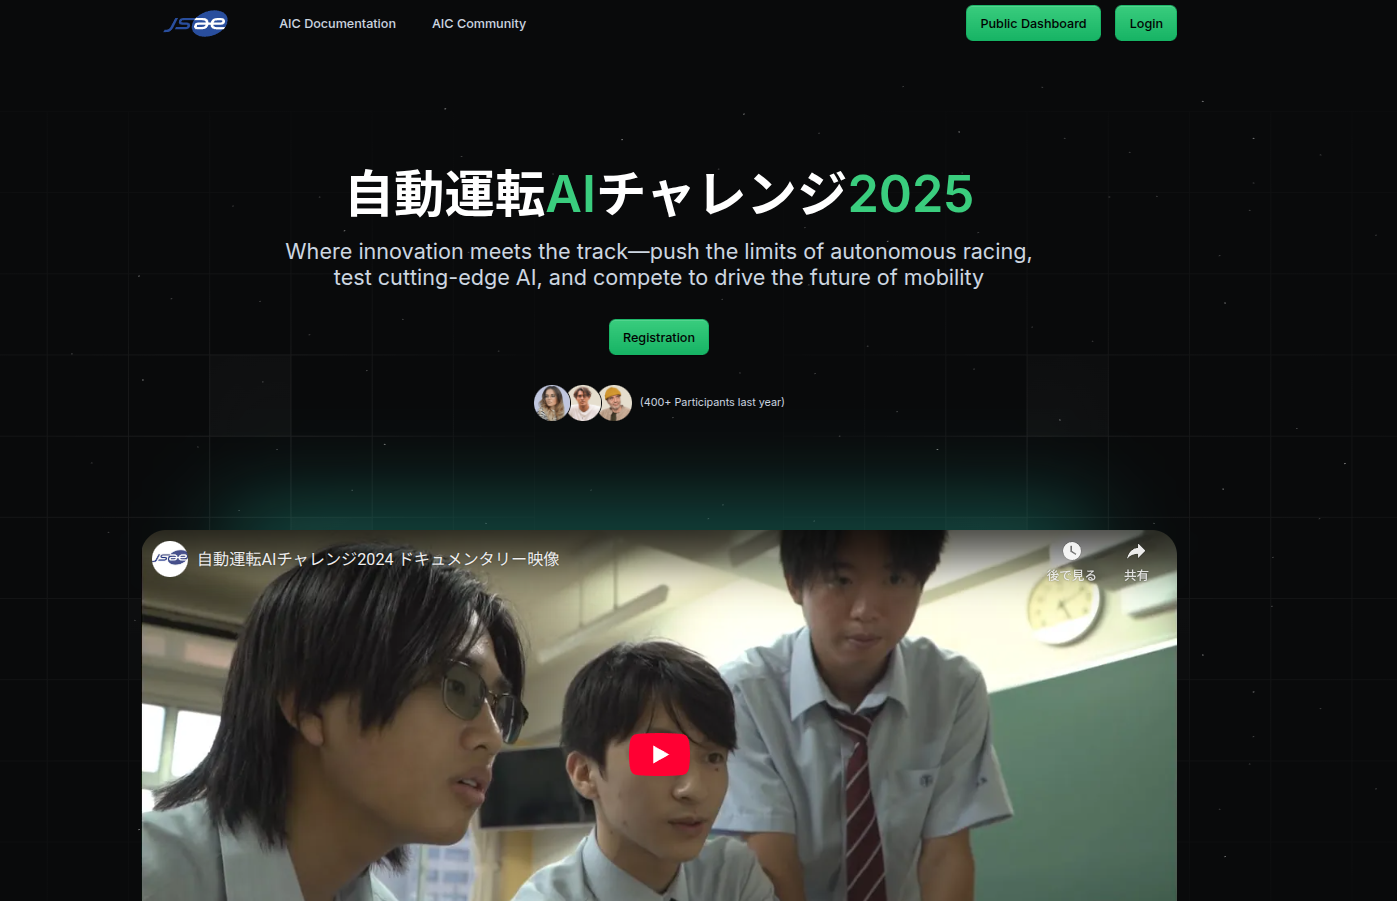 JSae
AIC Documentation
AIC Community
Public Dashboard
Login
自動運転AIチャレンジ2025
Where innovation meets the track—push the limits of autonomous racing,
test cutting-edge AI, and compete to drive the future of mobility
Registration
(400+ Participants last year)
JSae
自動運転AIチャレンジ2024 ドキュメンタリー映像
後で見る
共有